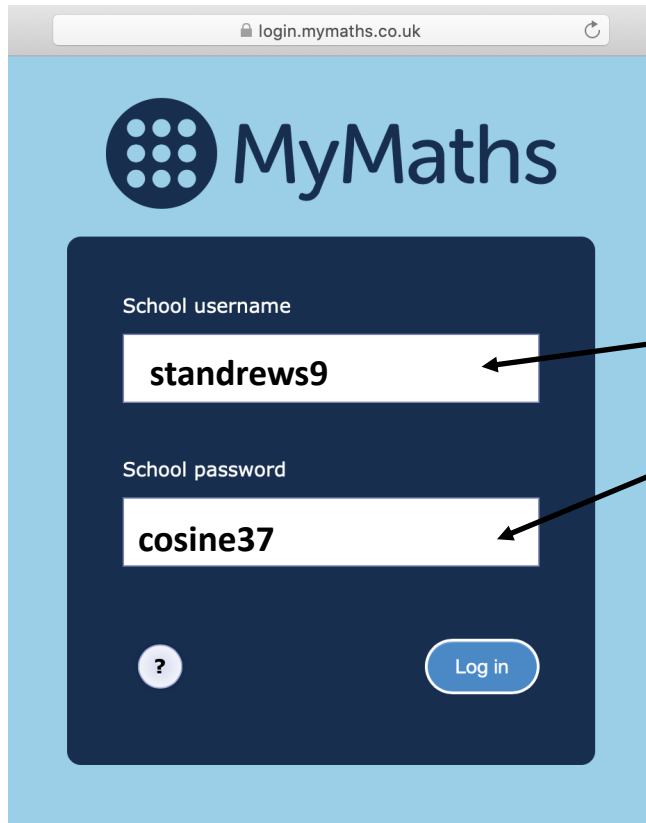 login.mymaths.co.uk
MyMaths
School username
standrews9
School password
cosine37
?
Log in